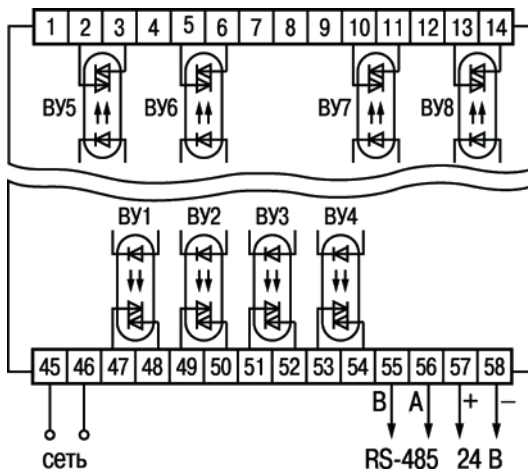 1 2 3 4 5 6 7 8 9 10 11 12 13 14
ВУ5 ВУ6 ВУ7 ВУ8
ВУ1 ВУ2 ВУ3 ВУ4
45 46 47 48 49 50 51 52 53 54 55 56 57 58
B A + −
сеть RS-485 24 В